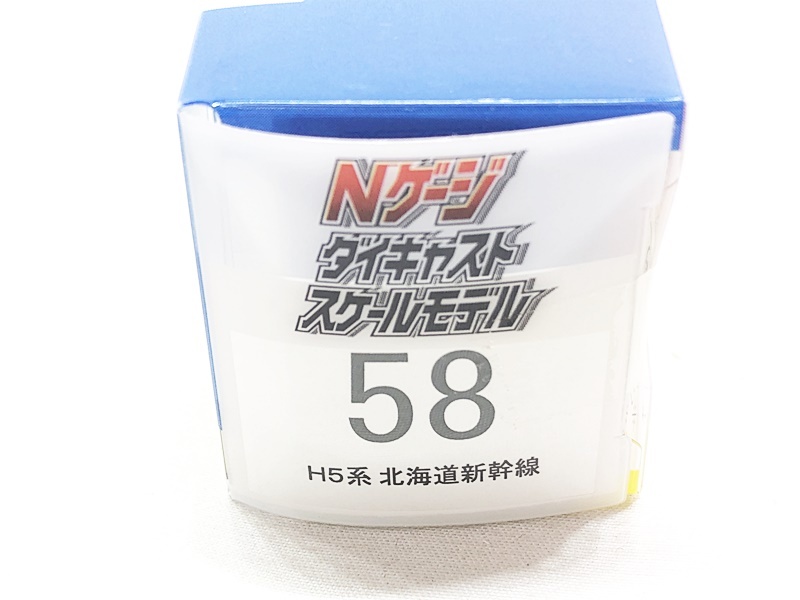 Nゲージ
ダイキャスト
スケールモデル
58
H5系 北海道新幹線